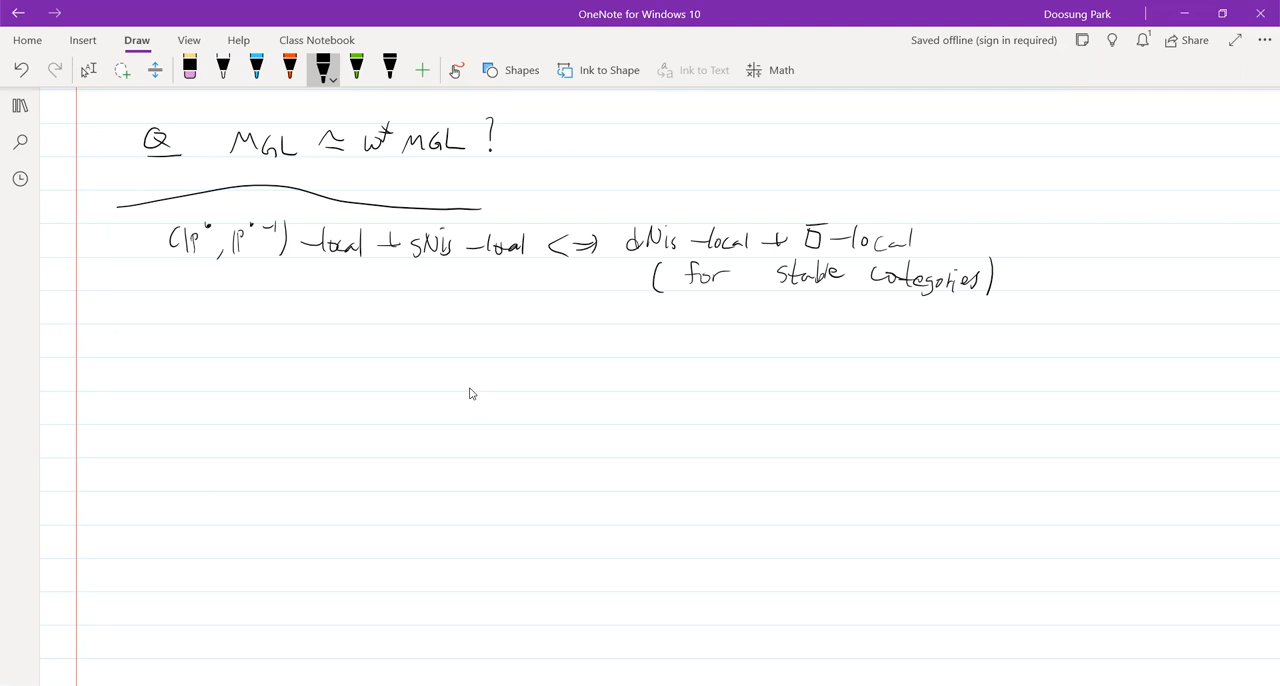 OneNote for Windows 10
Doosung Park
Home Insert Draw View Help Class Notebook
Saved offline (sign in required)
Share
Shapes Ink to Shape Ink to Text Math
Q MGL ≃ ω* MGL ?
(ℙ^•, ℙ^{•-1}) -local + sNis -local ⟺ dNis -local + □̅ -local
(for stable categories)